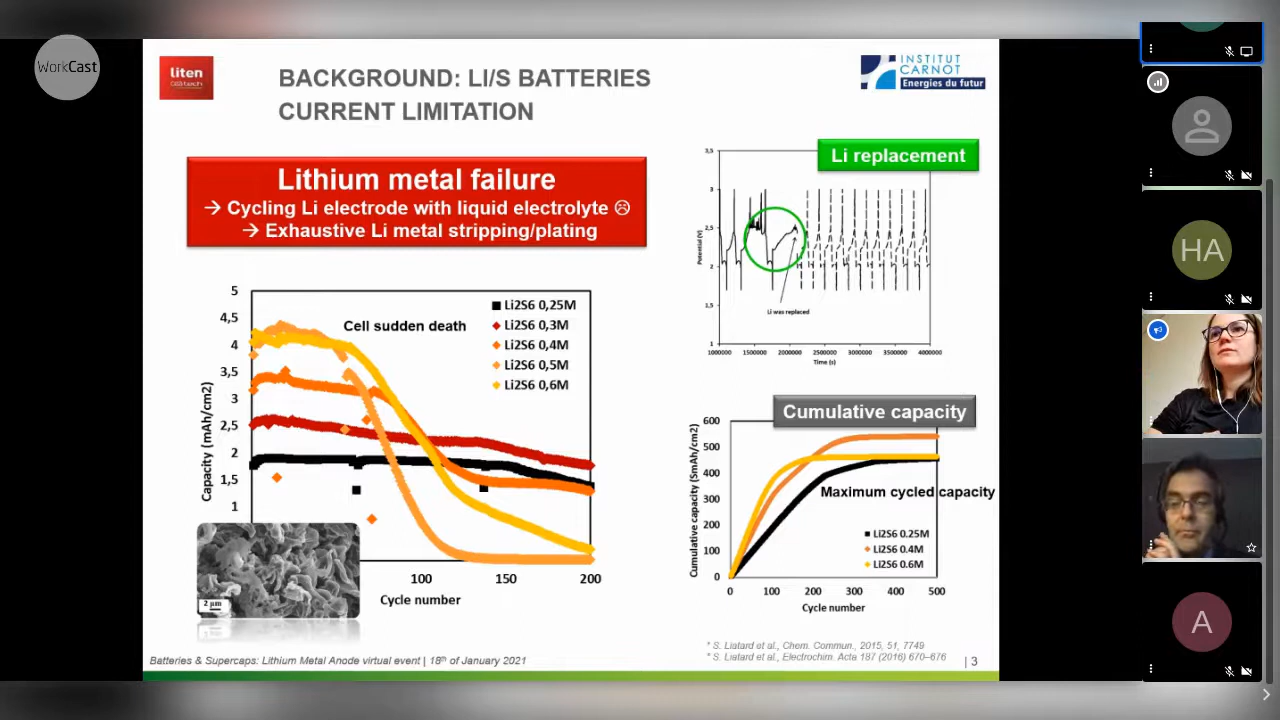 WorkCast
liten
ceatech
BACKGROUND: LI/S BATTERIES
CURRENT LIMITATION
INSTITUT
CARNOT
Energies du futur
Lithium metal failure
→ Cycling Li electrode with liquid electrolyte ☹
→ Exhaustive Li metal stripping/plating
Li replacement
3,5
3
2,5
2
1,5
1
Potential (V)
Li was replaced
1000000 1500000 2000000 2500000 3000000 3500000 4000000
Time (s)
5
4,5
4
3,5
3
2,5
2
1,5
1
Capacity (mAh/cm2)
Cell sudden death
Li2S6 0,25M
Li2S6 0,3M
Li2S6 0,4M
Li2S6 0,5M
Li2S6 0,6M
2 µm
100 150 200
Cycle number
Cumulative capacity
600
500
400
300
200
100
0
Cumulative capacity (SmAh/cm2)
Maximum cycled capacity
Li2S6 0.25M
Li2S6 0.4M
Li2S6 0.6M
0 100 200 300 400 500
Cycle number
* S. Liatard et al., Chem. Commun., 2015, 51, 7749
* S. Liatard et al., Electrochim. Acta 187 (2016) 670–676
Batteries & Supercaps: Lithium Metal Anode virtual event | 18th of January 2021
| 3
HA
A